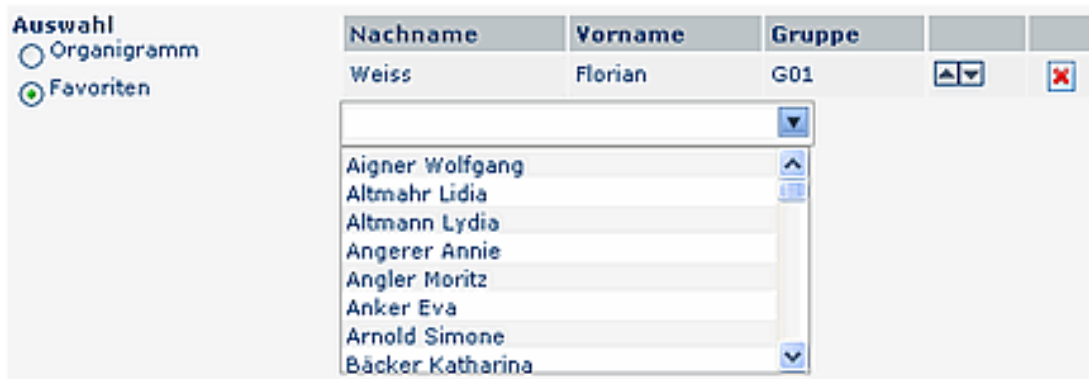 Auswahl
Organigramm
Favoriten
Nachname Vorname Gruppe
Weiss Florian G01
Aigner Wolfgang
Altmahr Lidia
Altmann Lydia
Angerer Annie
Angler Moritz
Anker Eva
Arnold Simone
Bäcker Katharina